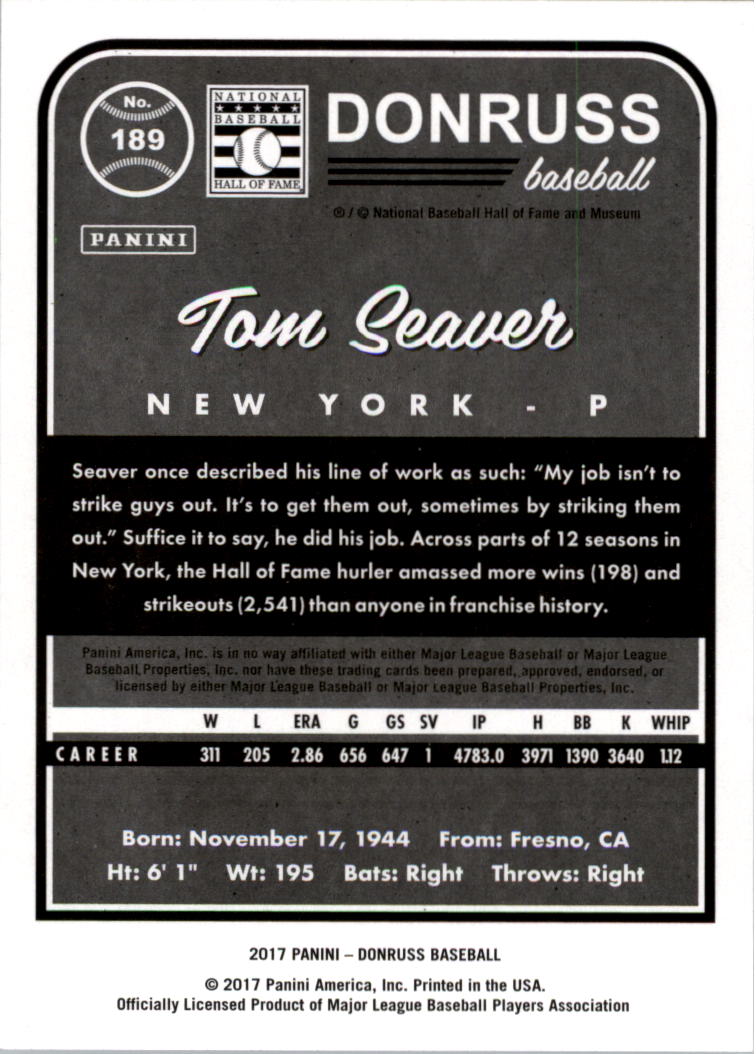 No.
189
NATIONAL
BASEBALL
HALL OF FAME
DONRUSS
baseball
® / © National Baseball Hall of Fame and Museum
PANINI
Tom Seaver
NEW YORK - P
Seaver once described his line of work as such: “My job isn’t to
strike guys out. It’s to get them out, sometimes by striking them
out.” Suffice it to say, he did his job. Across parts of 12 seasons in
New York, the Hall of Fame hurler amassed more wins (198) and
strikeouts (2,541) than anyone in franchise history.
Panini America, Inc. is in no way affiliated with either Major League Baseball or Major League
Baseball Properties, Inc. nor have these trading cards been prepared, approved, endorsed, or
licensed by either Major League Baseball or Major League Baseball Properties, Inc.
W L ERA G GS SV IP H BB K WHIP
CAREER 311 205 2.86 656 647 1 4783.0 3971 1390 3640 1.12
Born: November 17, 1944 From: Fresno, CA
Ht: 6' 1" Wt: 195 Bats: Right Throws: Right
2017 PANINI – DONRUSS BASEBALL
© 2017 Panini America, Inc. Printed in the USA.
Officially Licensed Product of Major League Baseball Players Association